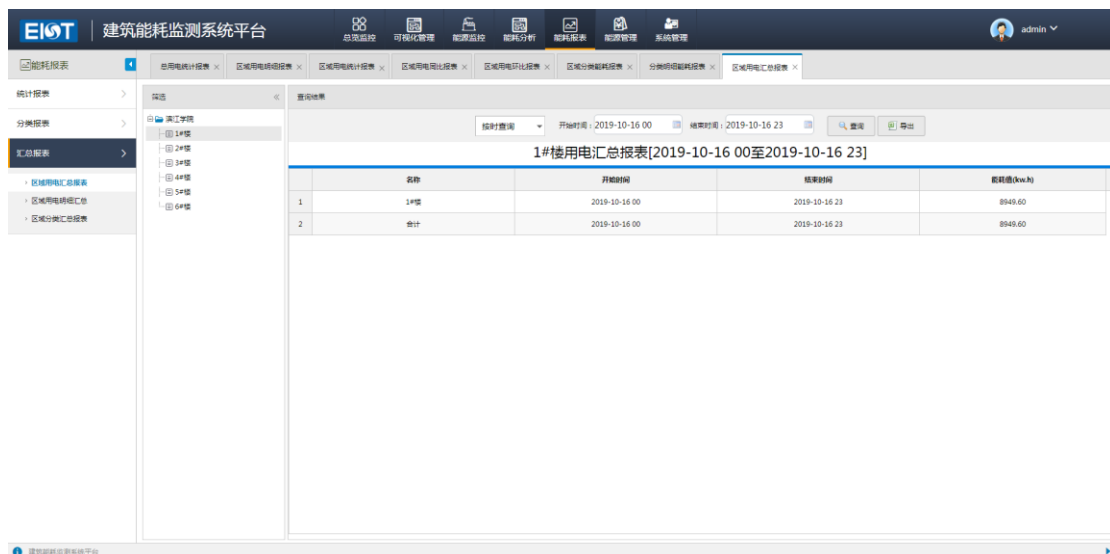 EIOT 建筑能耗监测系统平台
总览监控 可视化管理 能源监控 能耗分析 能耗报表 能源管理 系统管理
admin
能耗报表
总用电统计报表 区域用电明细报表 区域用电统计报表 区域用电同比报表 区域用电环比报表 区域分类能耗报表 分类明细能耗报表 区域用电汇总报表
统计报表
分类报表
汇总报表
区域用电汇总报表
区域用电明细汇总
区域分类汇总报表
筛选
滨江学院
1#楼
2#楼
3#楼
4#楼
5#楼
6#楼
查询结果
按时查询 开始时间：2019-10-16 00 结束时间：2019-10-16 23 查询 导出
1#楼用电汇总报表[2019-10-16 00至2019-10-16 23]
名称 开始时间 结束时间 能耗值(kw.h)
1 1#楼 2019-10-16 00 2019-10-16 23 8949.60
2 合计 2019-10-16 00 2019-10-16 23 8949.60
建筑能耗监测系统平台